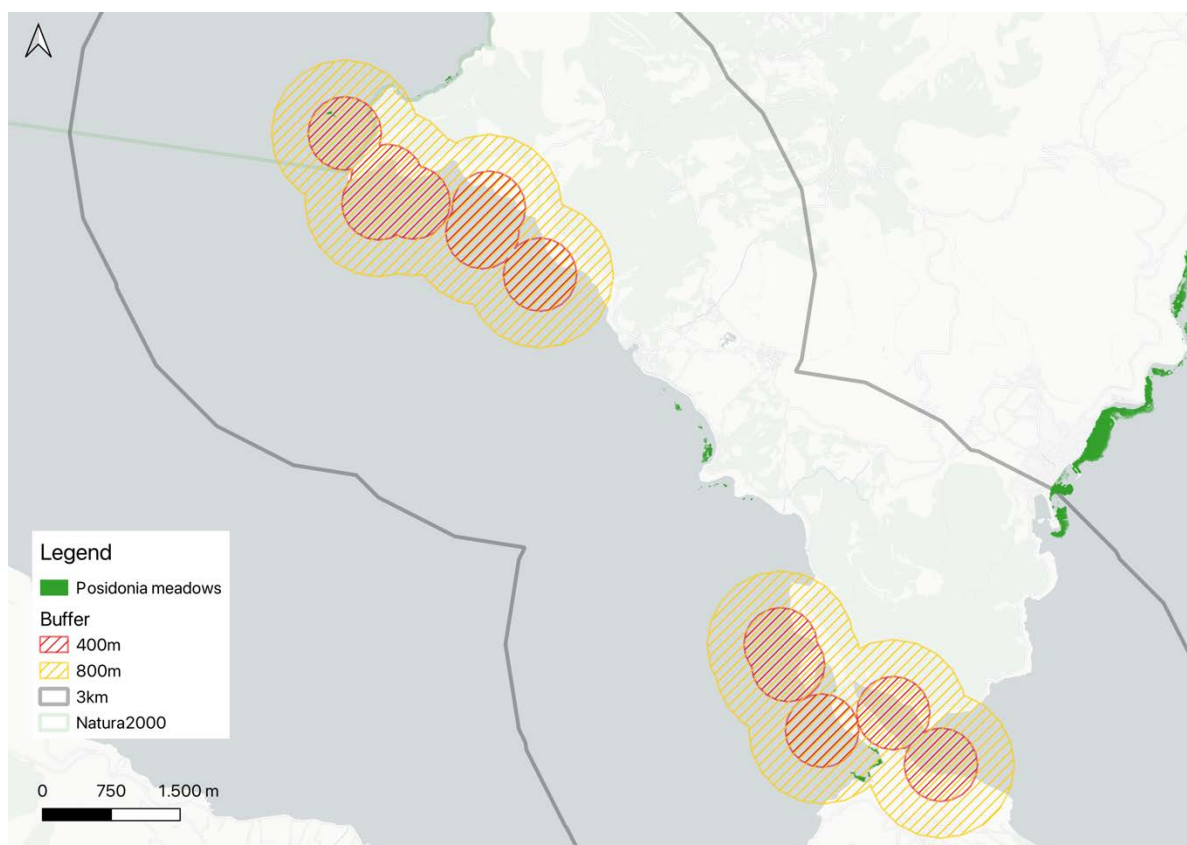 Legend
Posidonia meadows
Buffer
400m
800m
3km
Natura2000
0 750 1.500 m